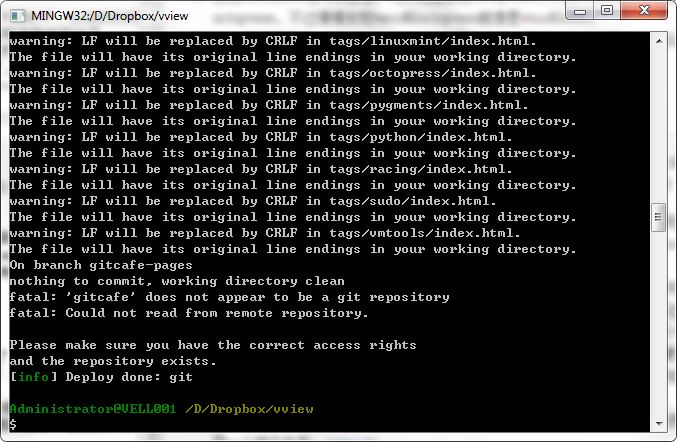 MINGW32:/D/Dropbox/vview
warning: LF will be replaced by CRLF in tags/linuxmint/index.html.
The file will have its original line endings in your working directory.
warning: LF will be replaced by CRLF in tags/octopress/index.html.
The file will have its original line endings in your working directory.
warning: LF will be replaced by CRLF in tags/pygments/index.html.
The file will have its original line endings in your working directory.
warning: LF will be replaced by CRLF in tags/python/index.html.
The file will have its original line endings in your working directory.
warning: LF will be replaced by CRLF in tags/racing/index.html.
The file will have its original line endings in your working directory.
warning: LF will be replaced by CRLF in tags/sudo/index.html.
The file will have its original line endings in your working directory.
warning: LF will be replaced by CRLF in tags/vmtools/index.html.
The file will have its original line endings in your working directory.
On branch gitcafe-pages
nothing to commit, working directory clean
fatal: 'gitcafe' does not appear to be a git repository
fatal: Could not read from remote repository.
Please make sure you have the correct access rights
and the repository exists.
[info] Deploy done: git
Administrator@VELL001 /D/Dropbox/vview
$